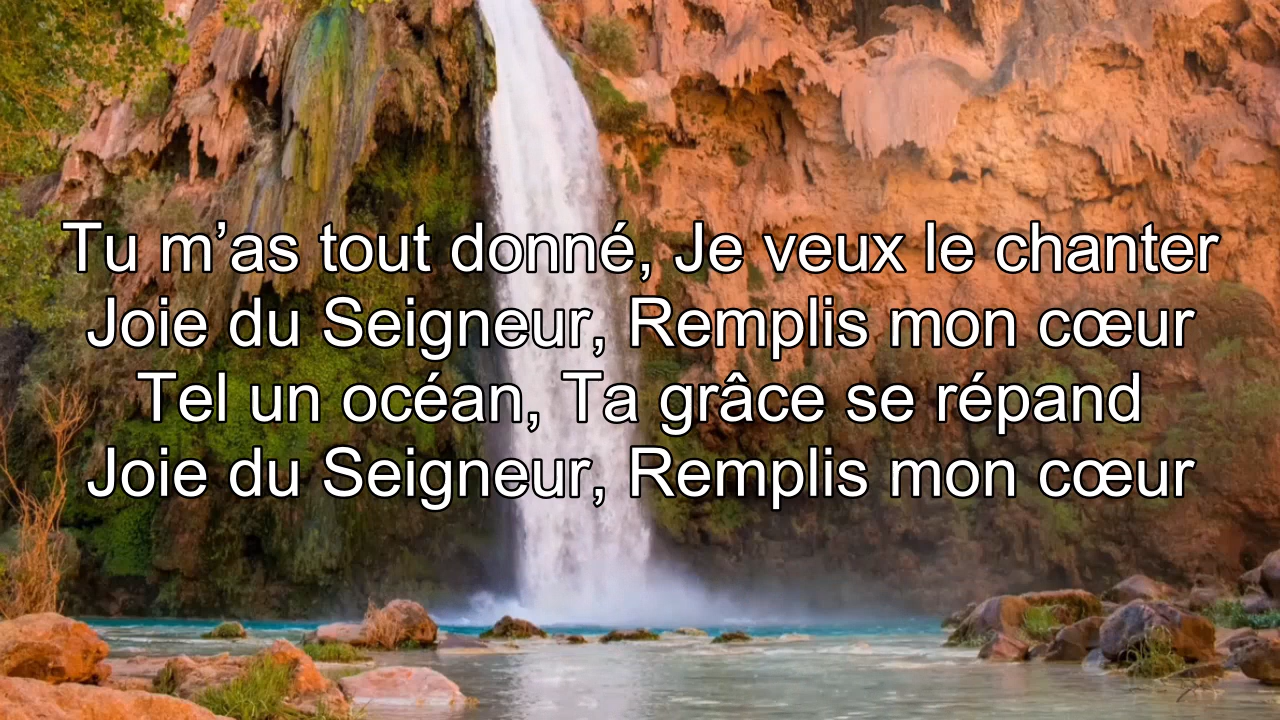 Tu m’as tout donné, Je veux le chanter
Joie du Seigneur, Remplis mon cœur
Tel un océan, Ta grâce se répand
Joie du Seigneur, Remplis mon cœur